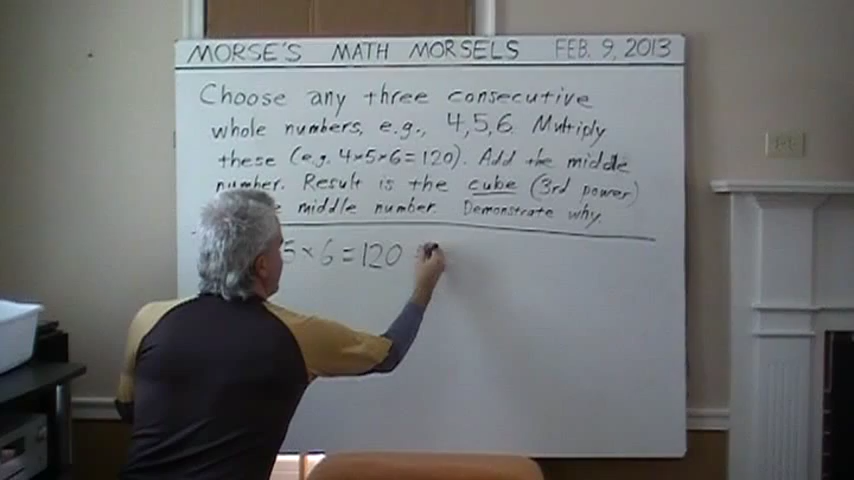 MORSE'S MATH MORSELS FEB. 9, 2013
Choose any three consecutive
whole numbers, e.g., 4,5,6. Multiply
these (e.g. 4×5×6=120). Add the middle
number. Result is the cube (3rd power)
middle number. Demonstrate why.
5×6=120